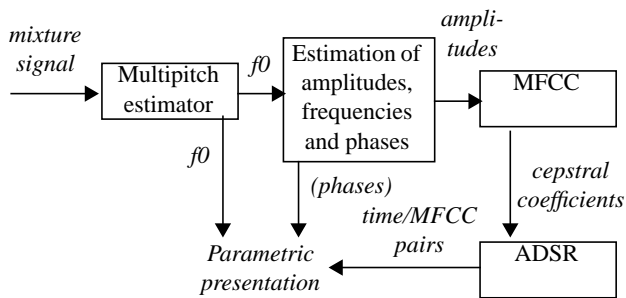 mixture
signal
Multipitch
estimator
f0
f0
Estimation of
amplitudes,
frequencies
and phases
ampli-
tudes
MFCC
cepstral
coefficients
ADSR
time/MFCC
pairs
(phases)
Parametric
presentation